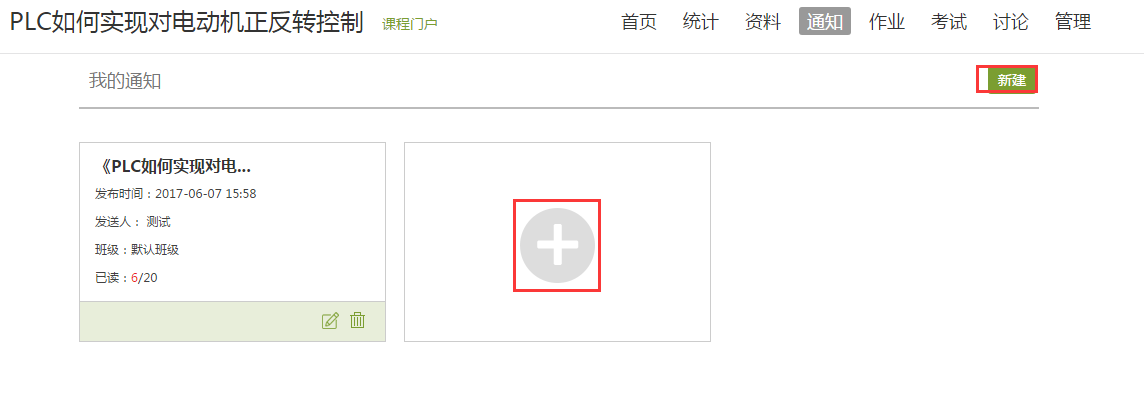 PLC如何实现对电动机正反转控制 课程门户 首页 统计 资料 通知 作业 考试 讨论 管理
我的通知 新建
《PLC如何实现对电...
发布时间：2017-06-07 15:58
发送人： 测试
班级：默认班级
已读：6/20